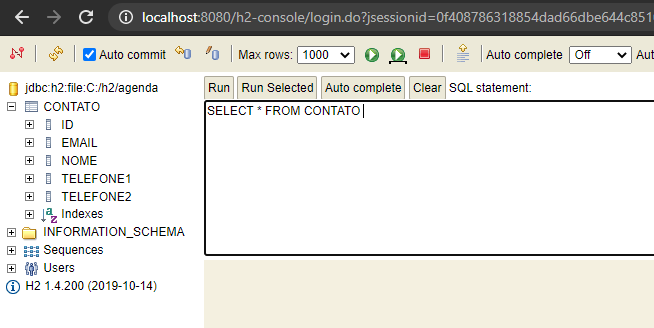 localhost:8080/h2-console/login.do?jsessionid=0f408786318854dad66dbe644c851
Auto commit Max rows: 1000 Auto complete Off Aut
jdbc:h2:file:C:/h2/agenda
CONTATO
ID
EMAIL
NOME
TELEFONE1
TELEFONE2
Indexes
INFORMATION_SCHEMA
Sequences
Users
H2 1.4.200 (2019-10-14)
Run Run Selected Auto complete Clear SQL statement:
SELECT * FROM CONTATO